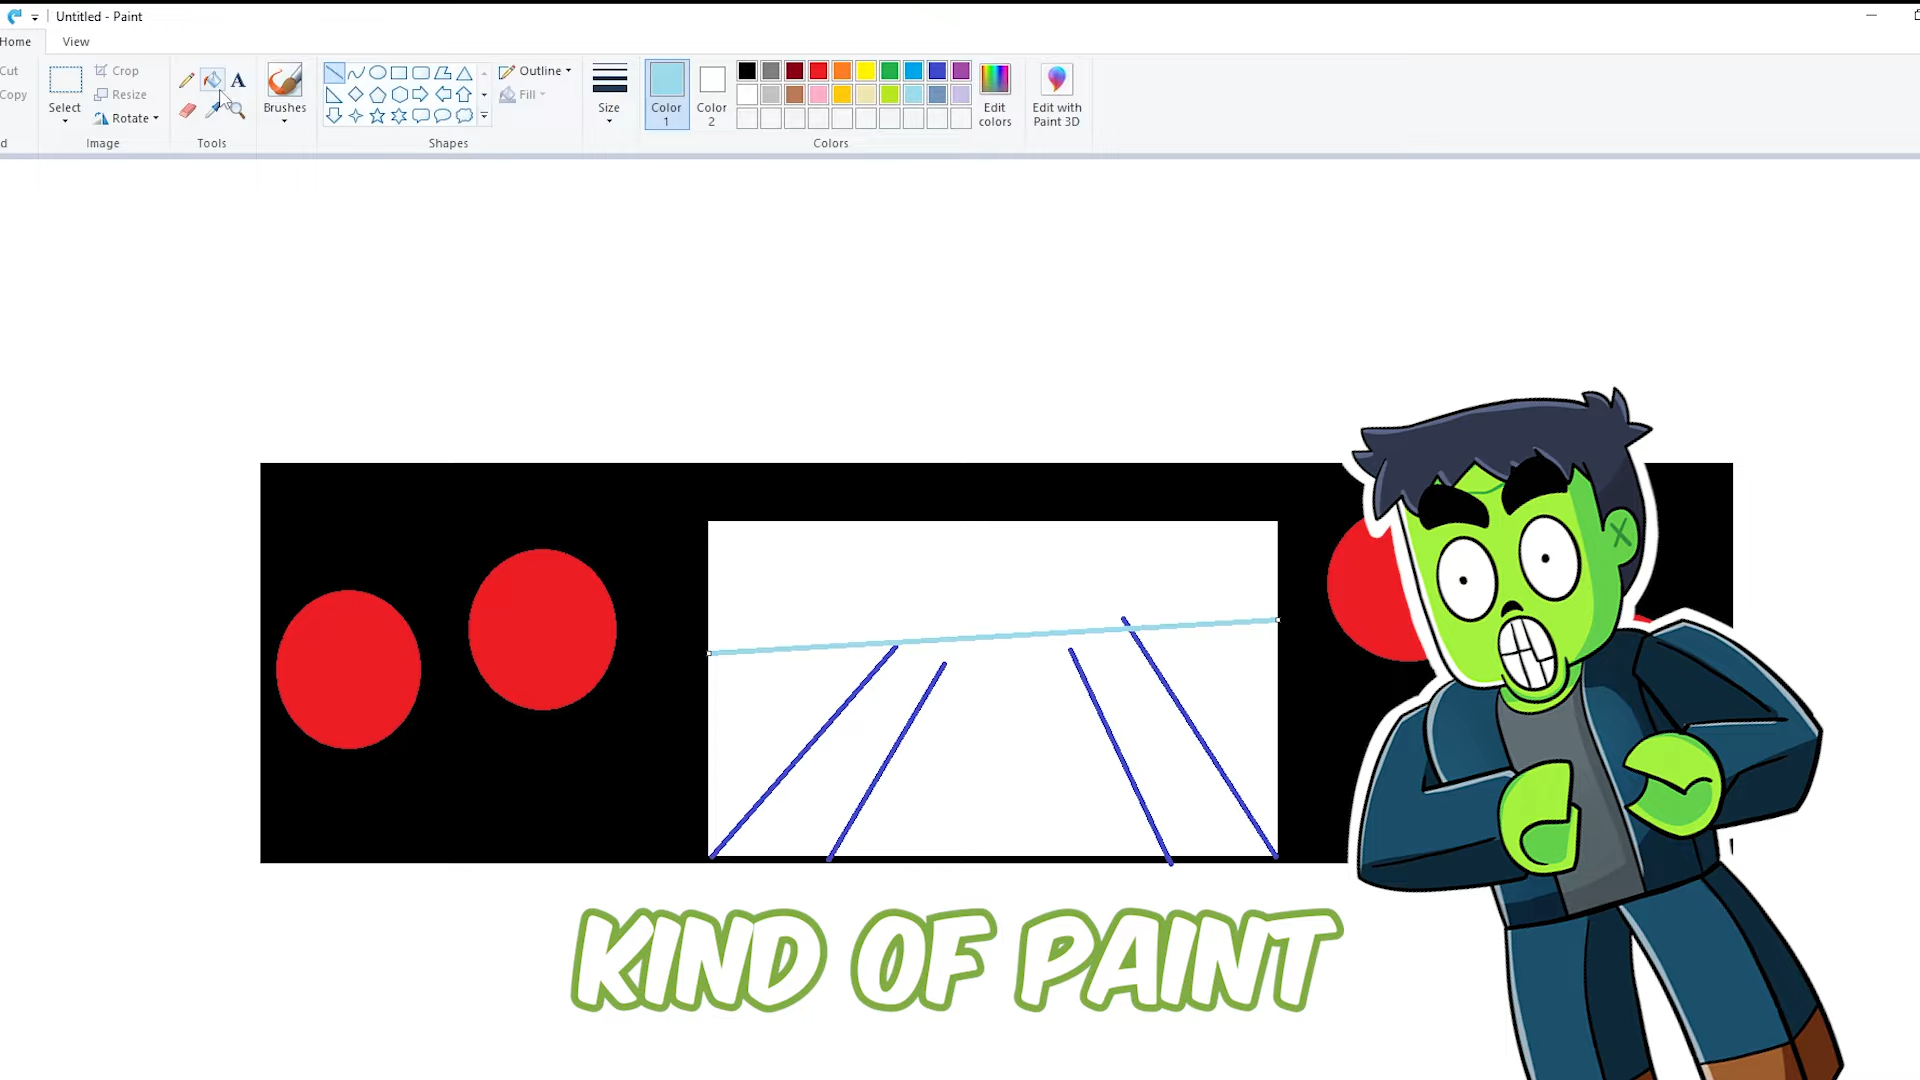 Untitled - Paint
Home View
Cut
Copy
Select
Crop
Resize
Rotate
A
Brushes
Outline
Fill
Size
Color
1
Color
2
Edit
colors
Edit with
Paint 3D
d
Image
Tools
Shapes
Colors
KIND OF PAINT